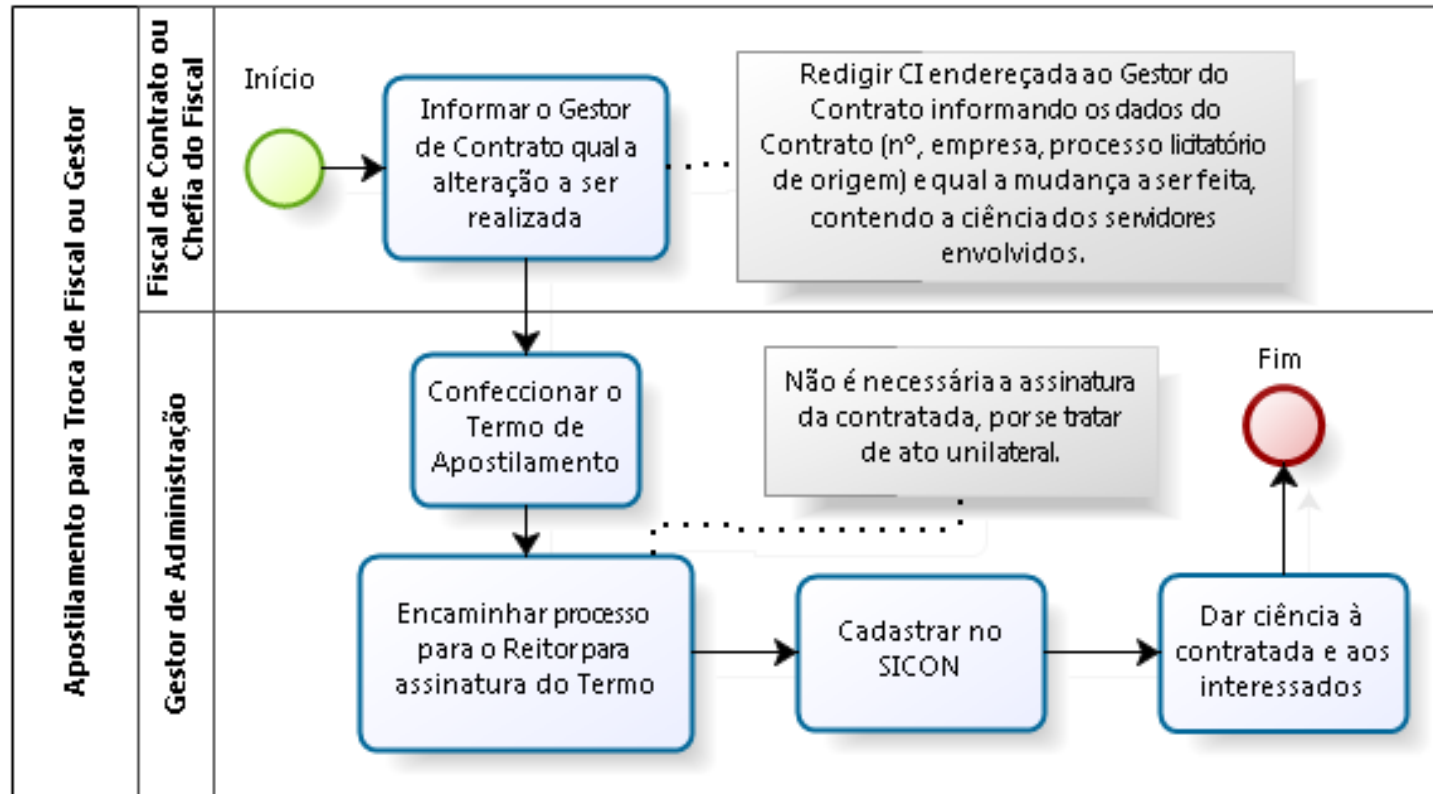 Apostilamento para Troca de Fiscal ou Gestor
Fiscal de Contrato ou
Chefia do Fiscal
Início
Informar o Gestor
de Contrato qual a
alteração a ser
realizada
Redigir CI endereçada ao Gestor do
Contrato informando os dados do
Contrato (nº, empresa, processo licitatório
de origem) e qual a mudança a ser feita,
contendo a ciência dos servidores
envolvidos.
Gestor de Administração
Confeccionar o
Termo de
Apostilamento
Não é necessária a assinatura
da contratada, por se tratar
de ato unilateral.
Fim
Encaminhar processo
para o Reitor para
assinatura do Termo
Cadastrar no
SICON
Dar ciência à
contratada e aos
interessados